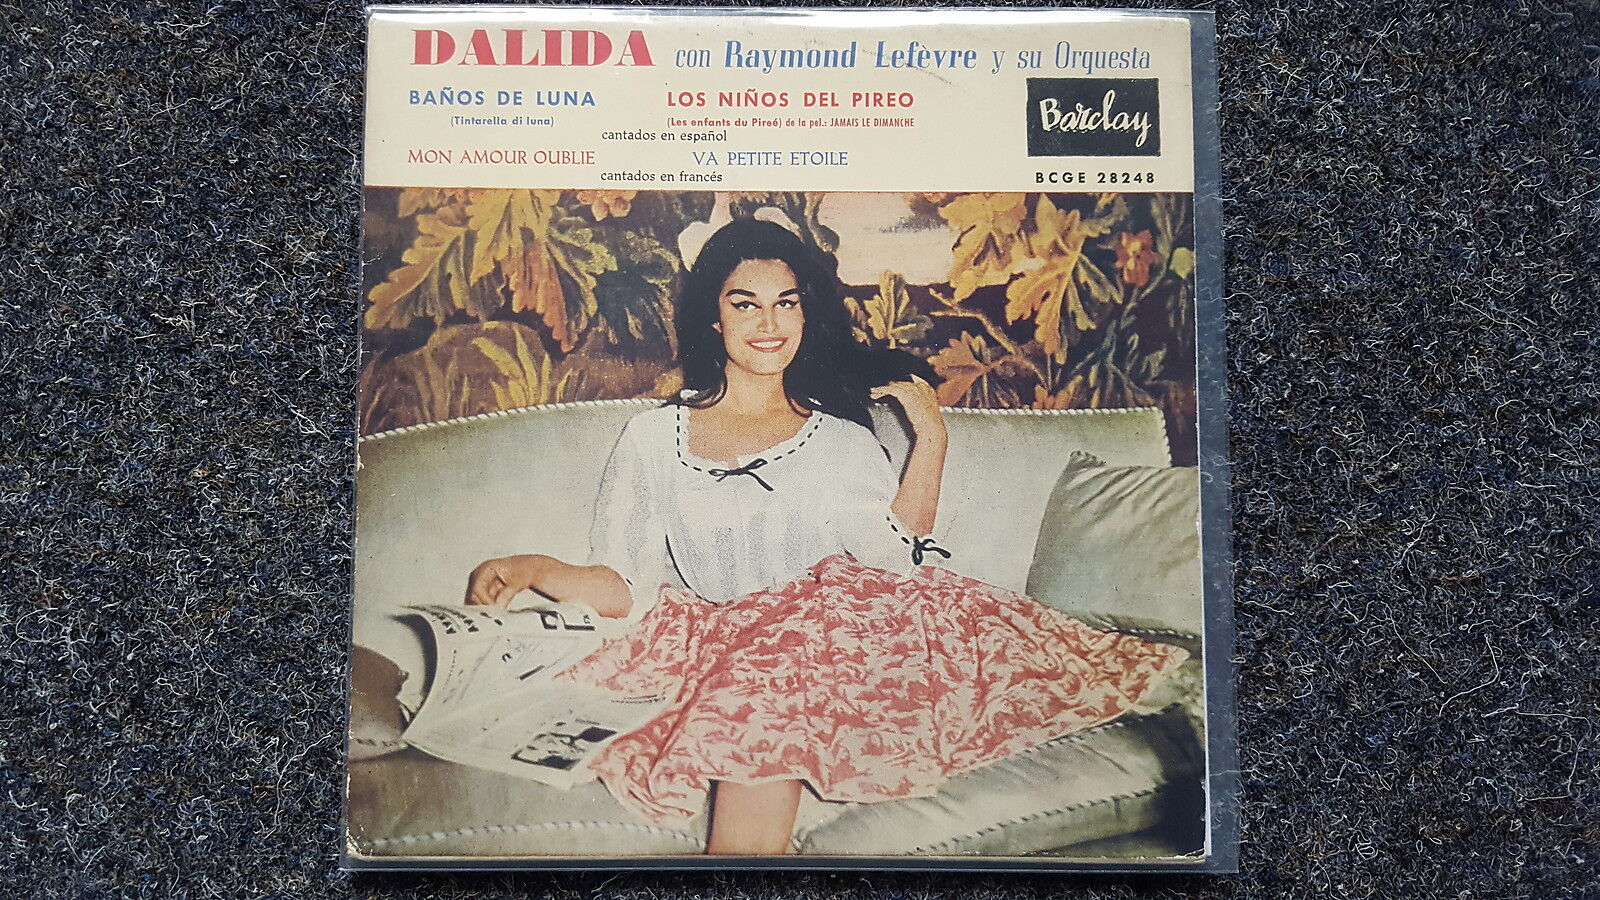 DALIDA con Raymond Lefèvre y su Orquesta
BAÑOS DE LUNA
(Tintarella di luna)
LOS NIÑOS DEL PIREO
(Les enfants du Pireé) de la pel.: JAMAIS LE DIMANCHE
cantados en español
MON AMOUR OUBLIE VA PETITE ETOILE
cantados en francés
Barclay
BCGE 28248